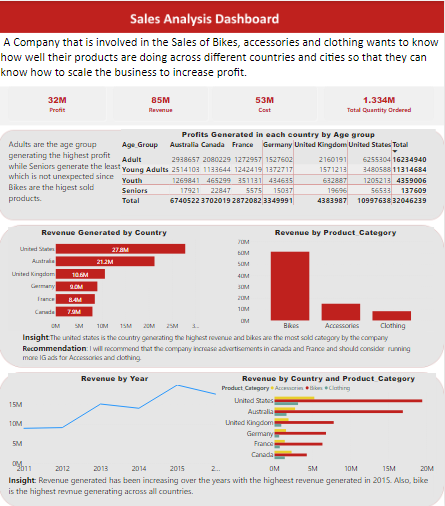 Sales Analysis Dashboard
A Company that is involved in the Sales of Bikes, accessories and clothing wants to know
how well their products are doing across different countries and citíes so that they can
know how to scale the business to increase profit.
32M
Profit
85M
Revenue
53M
Cost
1.334M
Total Quantity Ordered
Adults are the age group
generating the highest profit
while Seniors generate the least
which is not unexpected since
Bikes are the higest sold
products.
Profits Generated in each country by Age group
Age_Group Australia Canada France Germany United Kingdom United States Total
Adult 2938657 2080229 1272957 1527602 2160191 6255304 16234940
Young Adults 2514103 1133644 1242419 1372717 1571213 3480588 11314684
Youth 1269841 465299 351131 434635 632887 1205213 4359006
Seniors 17921 22847 5575 15037 19696 56533 137609
Total 6740522 3702019 2872082 3349991 4383987 10997638 32046239
Revenue Generated by Country
United States 27.8M
Australia 21.2M
United Kingdom 10.6M
Germany 9.0M
France 8.4M
Canada 7.9M
0M 5M 10M 15M 20M 25M 3...
Revenue by Product_Category
70M
60M
50M
40M
30M
20M
10M
0M
Bikes Accessories Clothing
Insight:The united states is the country generating the highest revenue and bikes are the most sold category by the company
Recommendation: I will recommend that the company increase advertisements in canada and France and should consider running
more IG ads for Accessories and clothing.
Revenue by Year
15M
10M
5M
0M
2011 2012 2013 2014 2015 2...
Revenue by Country and Product_Category
Product_Category Accessories Bikes Clothing
United States
Australia
United Kingdom
Germany
France
Canada
0M 5M 10M 15M 20M
Insight: Revenue generated has been increasing over the years with the higheest revenue generated in 2015. Also, bike
is the highest revnue generating across all countries.